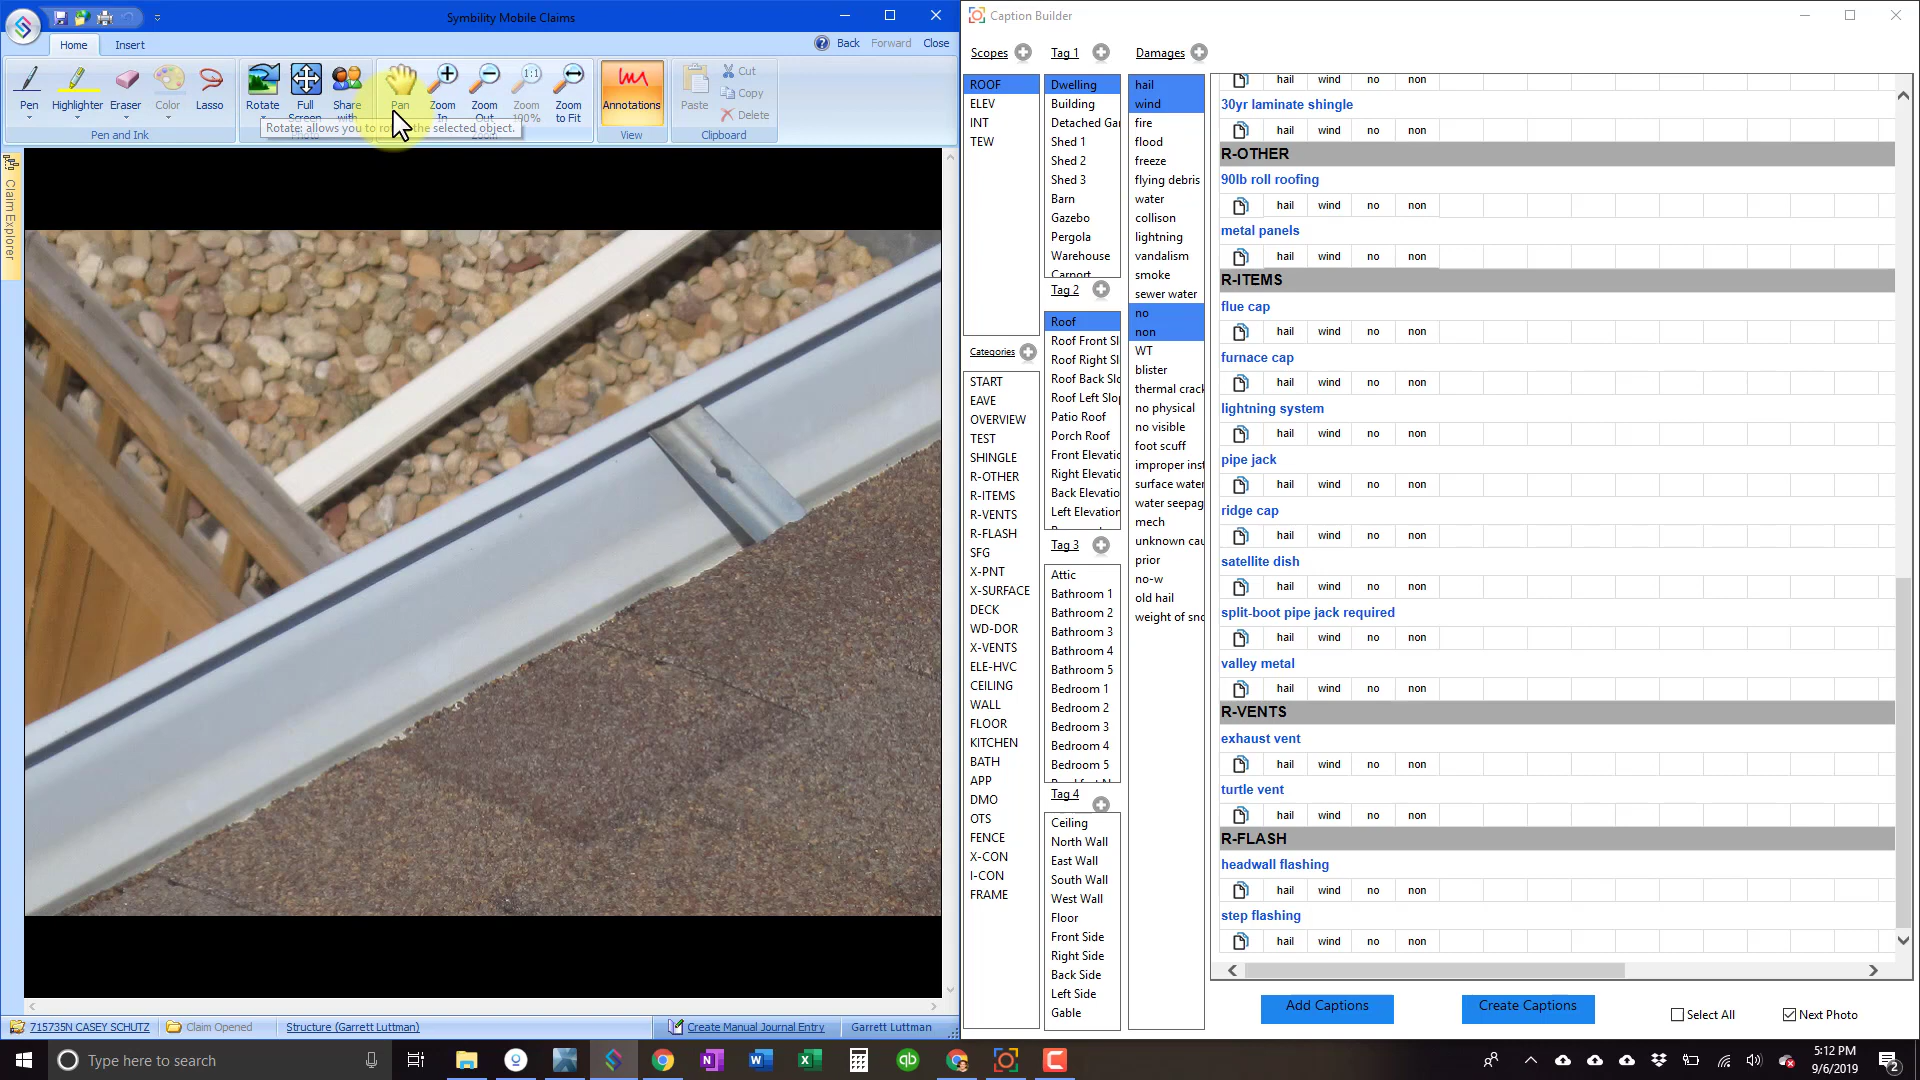 Symbility Mobile Claims
Home
Insert
Back
Forward
Close
Pen
Highlighter
Eraser
Color
Lasso
Pen and Ink
Rotate
Full
Share
Pan
Zoom
In
Zoom
Out
Zoom
100%
Zoom
to Fit
Rotate: allows you to the selected object.
Annotations
View
Paste
Cut
Copy
Delete
Clipboard
Claim Explorer
715735N CASEY SCHUTZ
Claim Opened
Structure (Garrett Luttman)
Create Manual Journal Entry
Garrett Luttman
Caption Builder
Scopes
ROOF
ELEV
INT
TEW
Categories
START
EAVE
OVERVIEW
TEST
SHINGLE
R-OTHER
R-ITEMS
R-VENTS
R-FLASH
SFG
X-PNT
X-SURFACE
DECK
WD-DOR
X-VENTS
ELE-HVC
CEILING
WALL
FLOOR
KITCHEN
BATH
APP
DMO
OTS
FENCE
X-CON
I-CON
FRAME
Tag 1
Dwelling
Building
Detached Gar
Shed 1
Shed 2
Shed 3
Barn
Gazebo
Pergola
Warehouse
Carport
Tag 2
Roof
Roof Front Sl
Roof Right Sl
Roof Back Slo
Roof Left Slop
Patio Roof
Porch Roof
Front Elevatio
Right Elevatio
Back Elevatio
Left Elevation
Tag 3
Attic
Bathroom 1
Bathroom 2
Bathroom 3
Bathroom 4
Bathroom 5
Bedroom 1
Bedroom 2
Bedroom 3
Bedroom 4
Bedroom 5
Tag 4
Ceiling
North Wall
East Wall
South Wall
West Wall
Floor
Front Side
Right Side
Back Side
Left Side
Gable
Damages
hail
wind
fire
flood
freeze
flying debris
water
collison
lightning
vandalism
smoke
sewer water
no
non
WT
blister
thermal crack
no physical
no visible
foot scuff
improper inst
surface water
water seepag
mech
unknown cau
prior
no-w
old hail
weight of sno
hail wind no non
30yr laminate shingle
hail wind no non
R-OTHER
90lb roll roofing
hail wind no non
metal panels
hail wind no non
R-ITEMS
flue cap
hail wind no non
furnace cap
hail wind no non
lightning system
hail wind no non
pipe jack
hail wind no non
ridge cap
hail wind no non
satellite dish
hail wind no non
split-boot pipe jack required
hail wind no non
valley metal
hail wind no non
R-VENTS
exhaust vent
hail wind no non
turtle vent
hail wind no non
R-FLASH
headwall flashing
hail wind no non
step flashing
hail wind no non
Add Captions
Create Captions
Select All
Next Photo
Type here to search
5:12 PM
9/6/2019
2